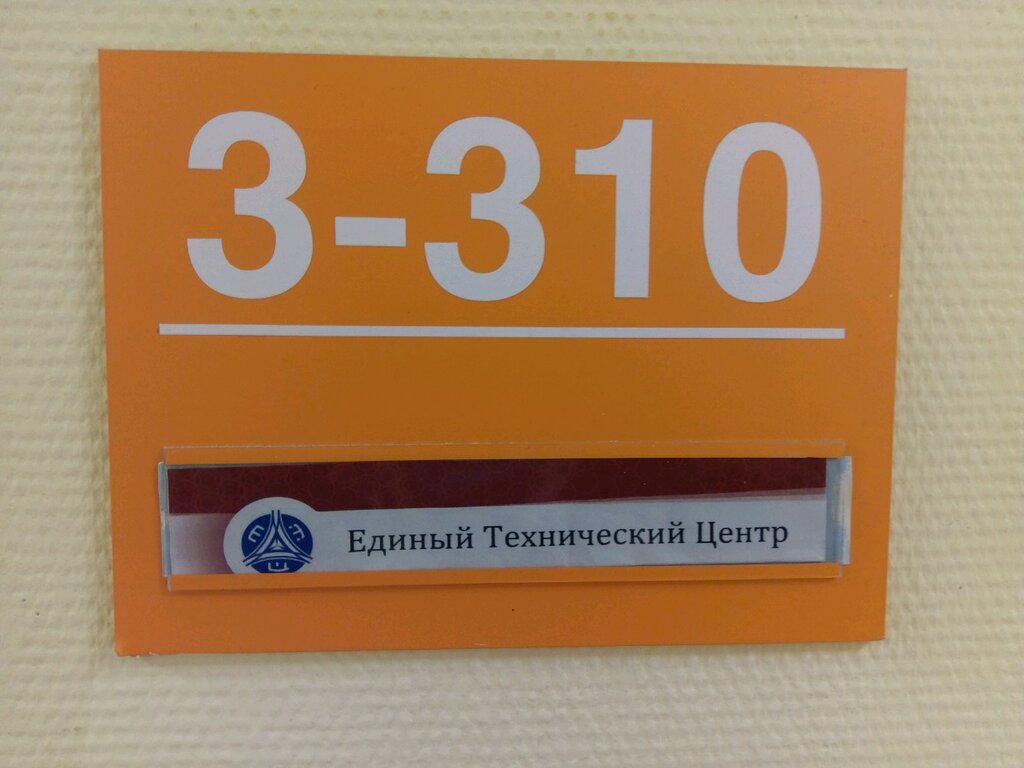 3-310
Е Т Ц
Единый Технический Центр